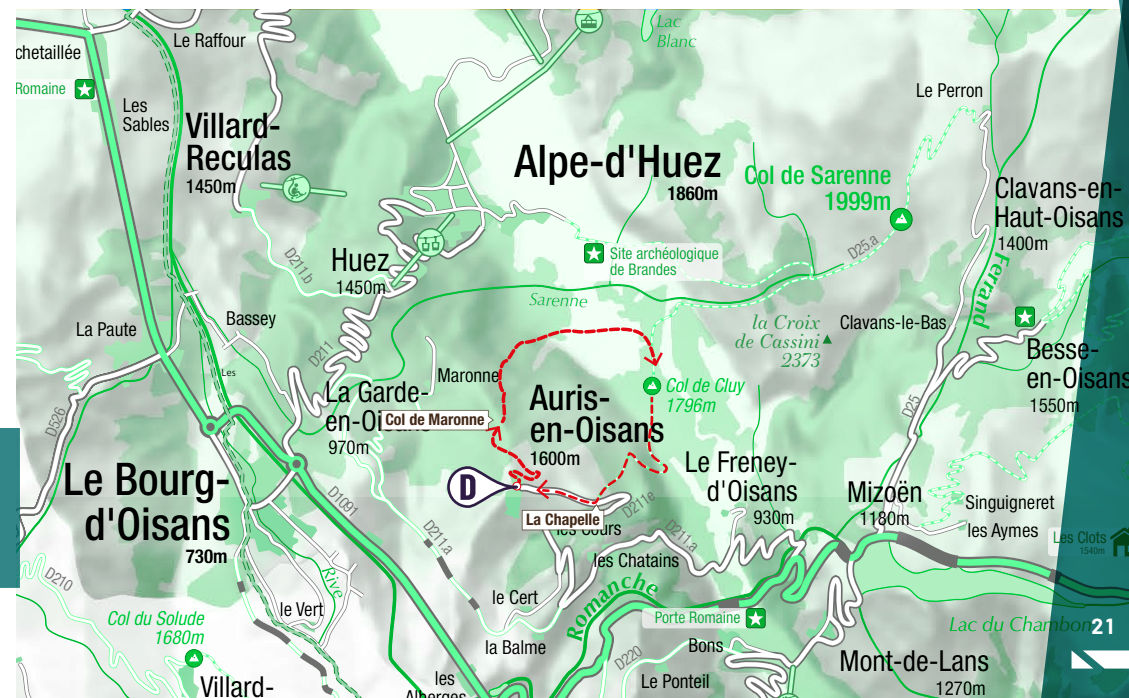 Le Raffour
chetaillée
Romaine
Les
Sables
Villard-
Reculas
1450m
Lac
Blanc
Le Perron
Alpe-d'Huez
1860m
Col de Sarenne
1999m
Clavans-en-
Haut-Oisans
1400m
D25.a
D211.b
Huez
1450m
Site archéologique
de Brandes
Sarenne
Ferrand
La Paute
Bassey
D211
Les
la Croix
de Cassini
2373
Clavans-le-Bas
Besse-
en-Oisans
1550m
D25
Maronne
La Garde-
en-Oisans
970m
Col de Maronne
Auris-
en-Oisans
1600m
Col de Cluy
1796m
D526
Le Bourg-
d'Oisans
730m
D1091
D
La Chapelle
les Cours
D211e
D211.a
Le Freney-
d'Oisans
930m
Mizoën
1180m
Singuigneret
les Aymes
Les Clots
1540m
D211.a
les Chatains
D210
Rive
le Vert
le Cert
Romanche
la Balme
Porte Romaine
Lac du Chambon
21
Col du Solude
1680m
Villard-
les
Alberges
D220
Bons
Le Ponteil
Mont-de-Lans
1270m